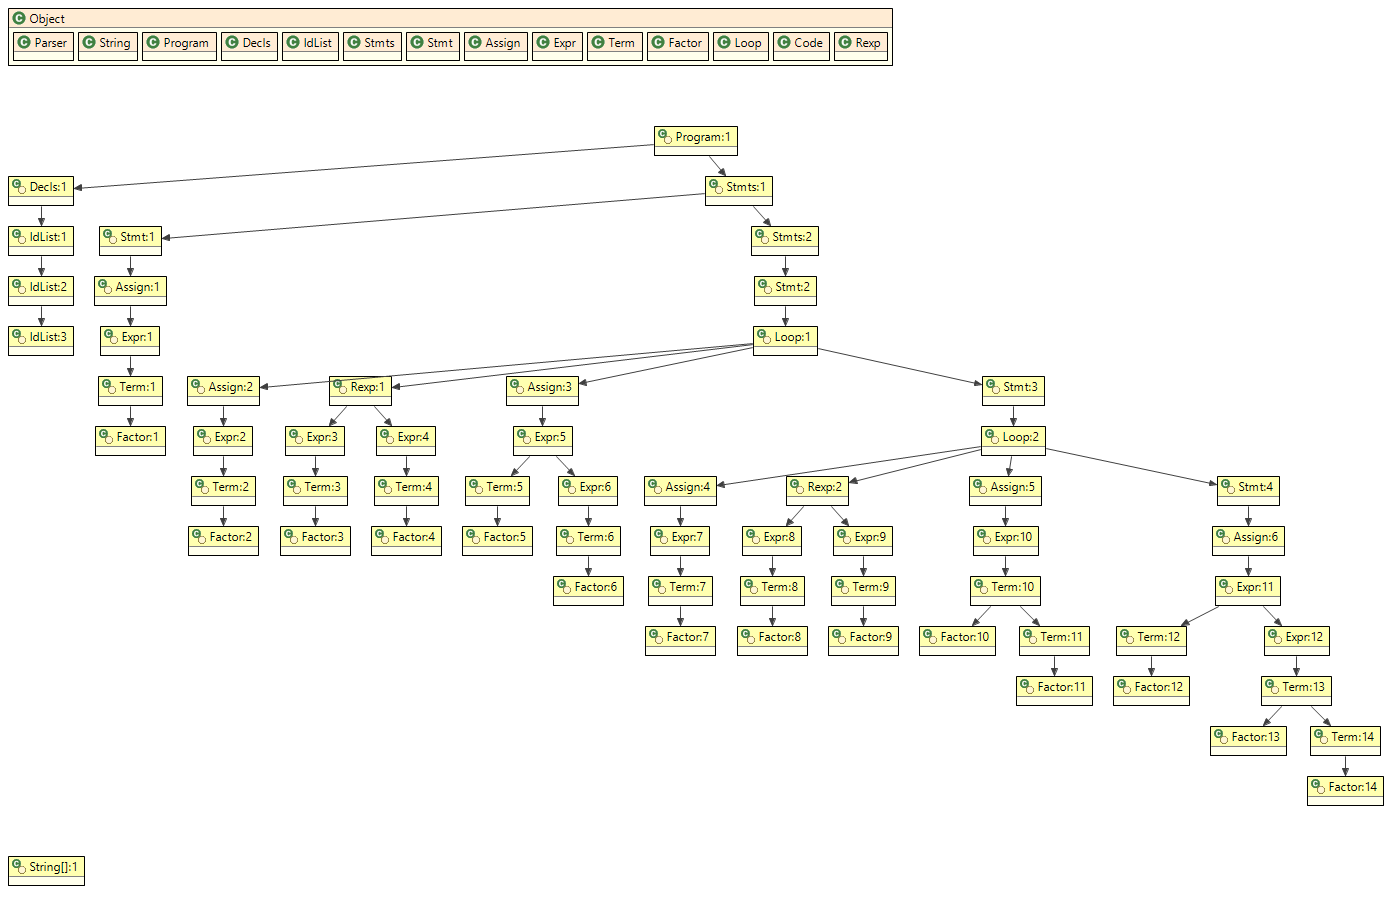 Object
Parser String Program Decls IdList Stmts Stmt Assign Expr Term Factor Loop Code Rexp
Program:1
Decls:1 Stmts:1
IdList:1 Stmt:1 Stmts:2
IdList:2 Assign:1 Stmt:2
IdList:3 Expr:1 Loop:1
Term:1 Assign:2 Rexp:1 Assign:3 Stmt:3
Factor:1 Expr:2 Expr:3 Expr:4 Expr:5 Loop:2
Term:2 Term:3 Term:4 Term:5 Expr:6 Assign:4 Rexp:2 Assign:5 Stmt:4
Factor:2 Factor:3 Factor:4 Factor:5 Term:6 Expr:7 Expr:8 Expr:9 Expr:10 Assign:6
Factor:6 Term:7 Term:8 Term:9 Term:10 Expr:11
Factor:7 Factor:8 Factor:9 Factor:10 Term:11 Term:12 Expr:12
Factor:11 Factor:12 Term:13
Factor:13 Term:14
Factor:14
String[]:1